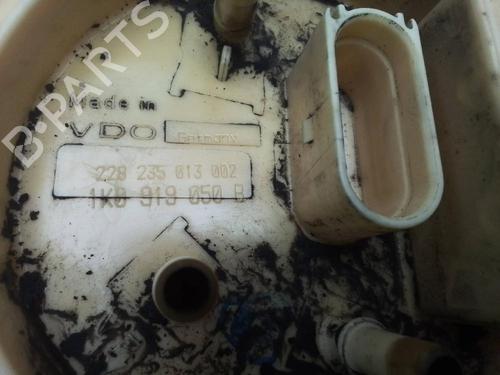 B-PARTS
Made in
VDO Germany
228 235 013 002
1K0 919 050 B